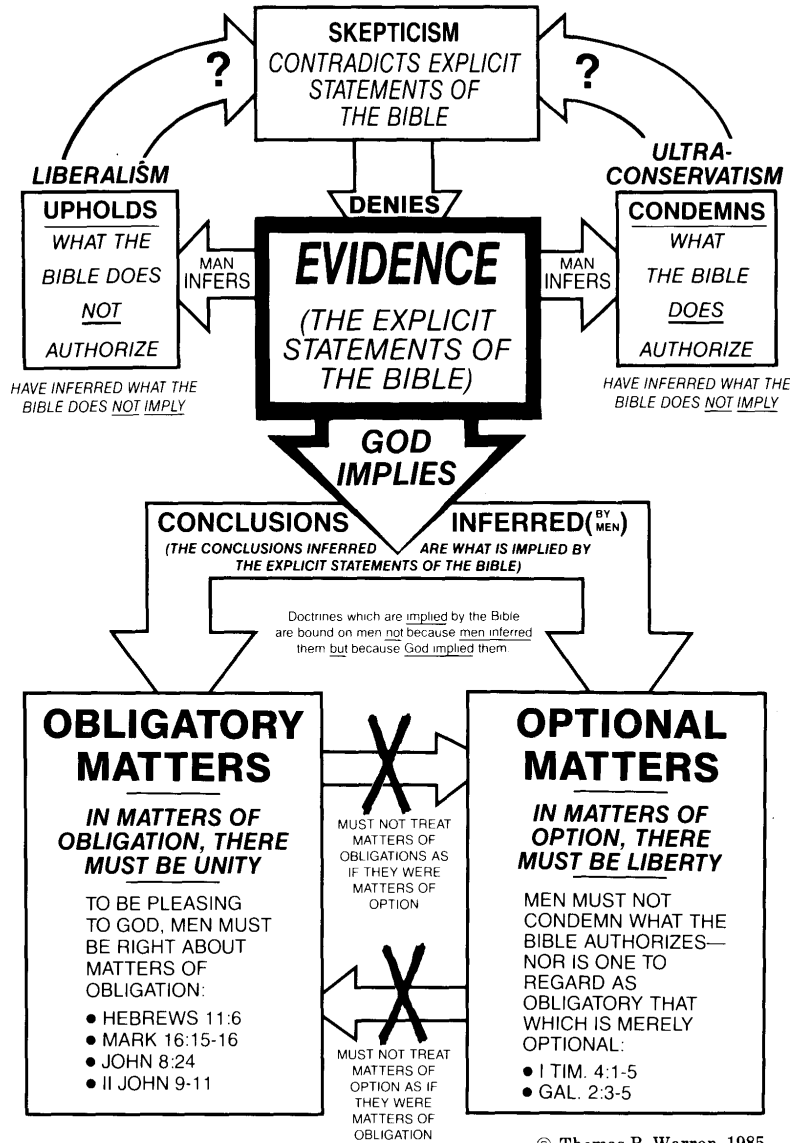 SKEPTICISM
CONTRADICTS EXPLICIT
STATEMENTS OF
THE BIBLE
?
?
LIBERALISM
UPHOLDS
WHAT THE
BIBLE DOES
NOT
AUTHORIZE
HAVE INFERRED WHAT THE
BIBLE DOES NOT IMPLY
MAN
INFERS
DENIES
EVIDENCE
(THE EXPLICIT
STATEMENTS OF
THE BIBLE)
MAN
INFERS
ULTRA-
CONSERVATISM
CONDEMNS
WHAT
THE BIBLE
DOES
AUTHORIZE
HAVE INFERRED WHAT THE
BIBLE DOES NOT IMPLY
GOD
IMPLIES
CONCLUSIONS INFERRED (BY MEN)
(THE CONCLUSIONS INFERRED ARE WHAT IS IMPLIED BY
THE EXPLICIT STATEMENTS OF THE BIBLE)
Doctrines which are implied by the Bible
are bound on men not because men inferred
them but because God implied them.
OBLIGATORY
MATTERS
IN MATTERS OF
OBLIGATION, THERE
MUST BE UNITY
TO BE PLEASING
TO GOD, MEN MUST
BE RIGHT ABOUT
MATTERS OF
OBLIGATION:
• HEBREWS 11:6
• MARK 16:15-16
• JOHN 8:24
• II JOHN 9-11
X
MUST NOT TREAT
MATTERS OF
OBLIGATIONS AS
IF THEY WERE
MATTERS OF
OPTION
X
MUST NOT TREAT
MATTERS OF
OPTION AS IF
THEY WERE
MATTERS OF
OBLIGATION
OPTIONAL
MATTERS
IN MATTERS OF
OPTION, THERE
MUST BE LIBERTY
MEN MUST NOT
CONDEMN WHAT THE
BIBLE AUTHORIZES—
NOR IS ONE TO
REGARD AS
OBLIGATORY THAT
WHICH IS MERELY
OPTIONAL:
• I TIM. 4:1-5
• GAL. 2:3-5
© Thomas B. Warren, 1985